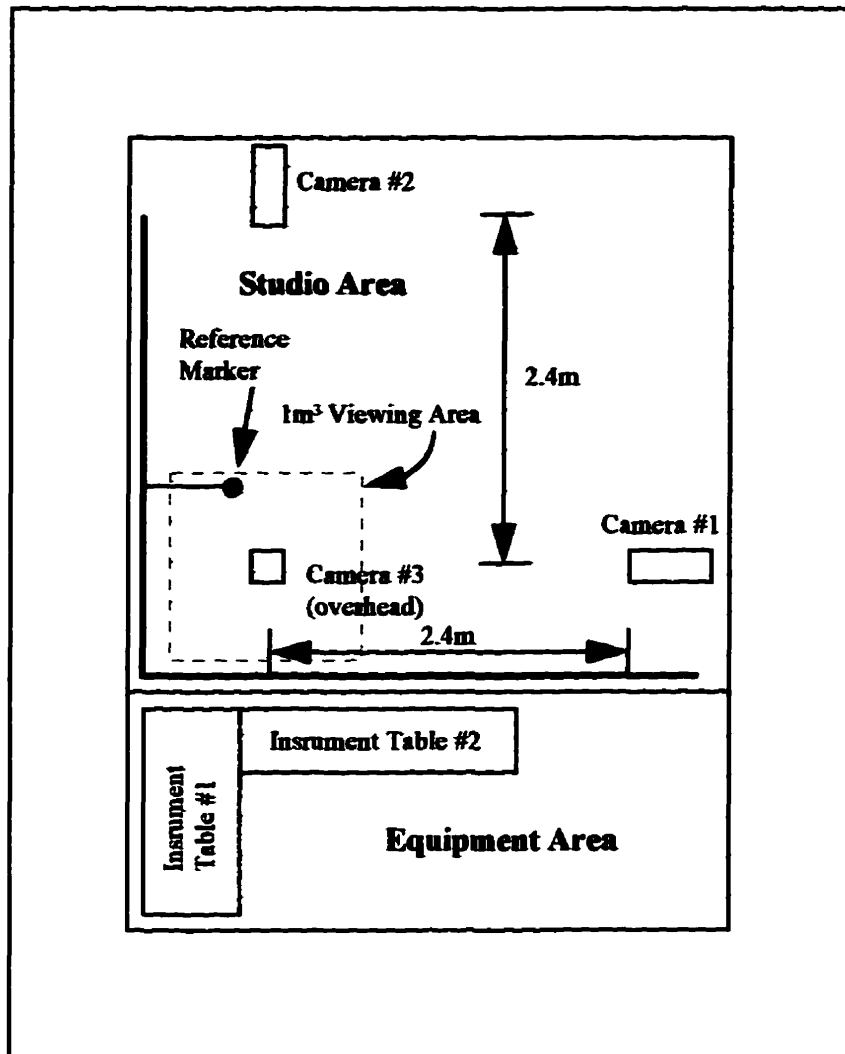 Camera #2
Studio Area
Reference
Marker
1m³ Viewing Area
2.4m
Camera #1
Camera #3
(overhead)
2.4m
Insrument Table #2
Insrument
Table #1
Equipment Area